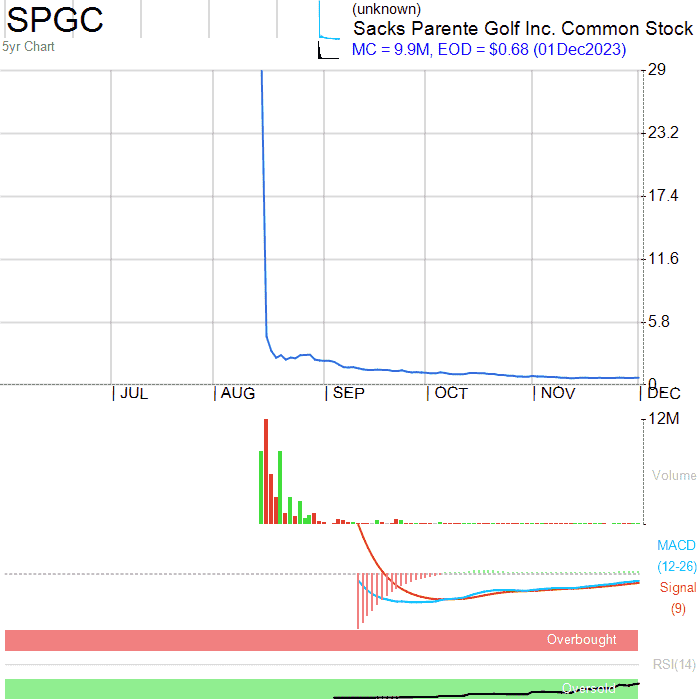 SPGC
5yr Chart
(unknown)
Sacks Parente Golf Inc. Common Stock
MC = 9.9M, EOD = $0.68 (01Dec2023)
29
23.2
17.4
11.6
5.8
0
JUL AUG SEP OCT NOV DEC
12M
Volume
MACD
(12-26)
Signal
(9)
Overbought
RSI(14)
Oversold